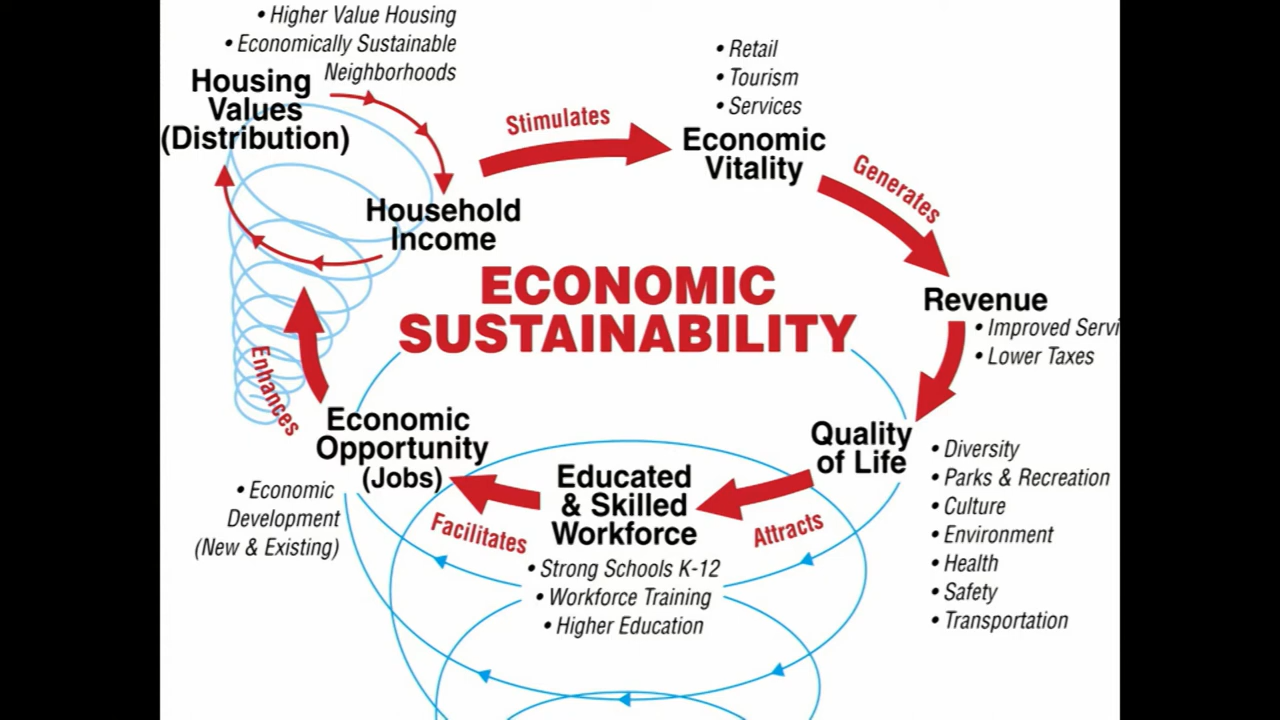 • Higher Value Housing
• Economically Sustainable
Neighborhoods
Housing
Values
(Distribution)
Household
Income
Stimulates
• Retail
• Tourism
• Services
Economic
Vitality
Generates
ECONOMIC
SUSTAINABILITY
Revenue
• Improved Servi
• Lower Taxes
Quality
of Life
• Diversity
• Parks & Recreation
• Culture
• Environment
• Health
• Safety
• Transportation
Attracts
Educated
& Skilled
Workforce
• Strong Schools K-12
• Workforce Training
• Higher Education
Facilitates
Economic
Opportunity
(Jobs)
• Economic
Development
(New & Existing)
Enhances